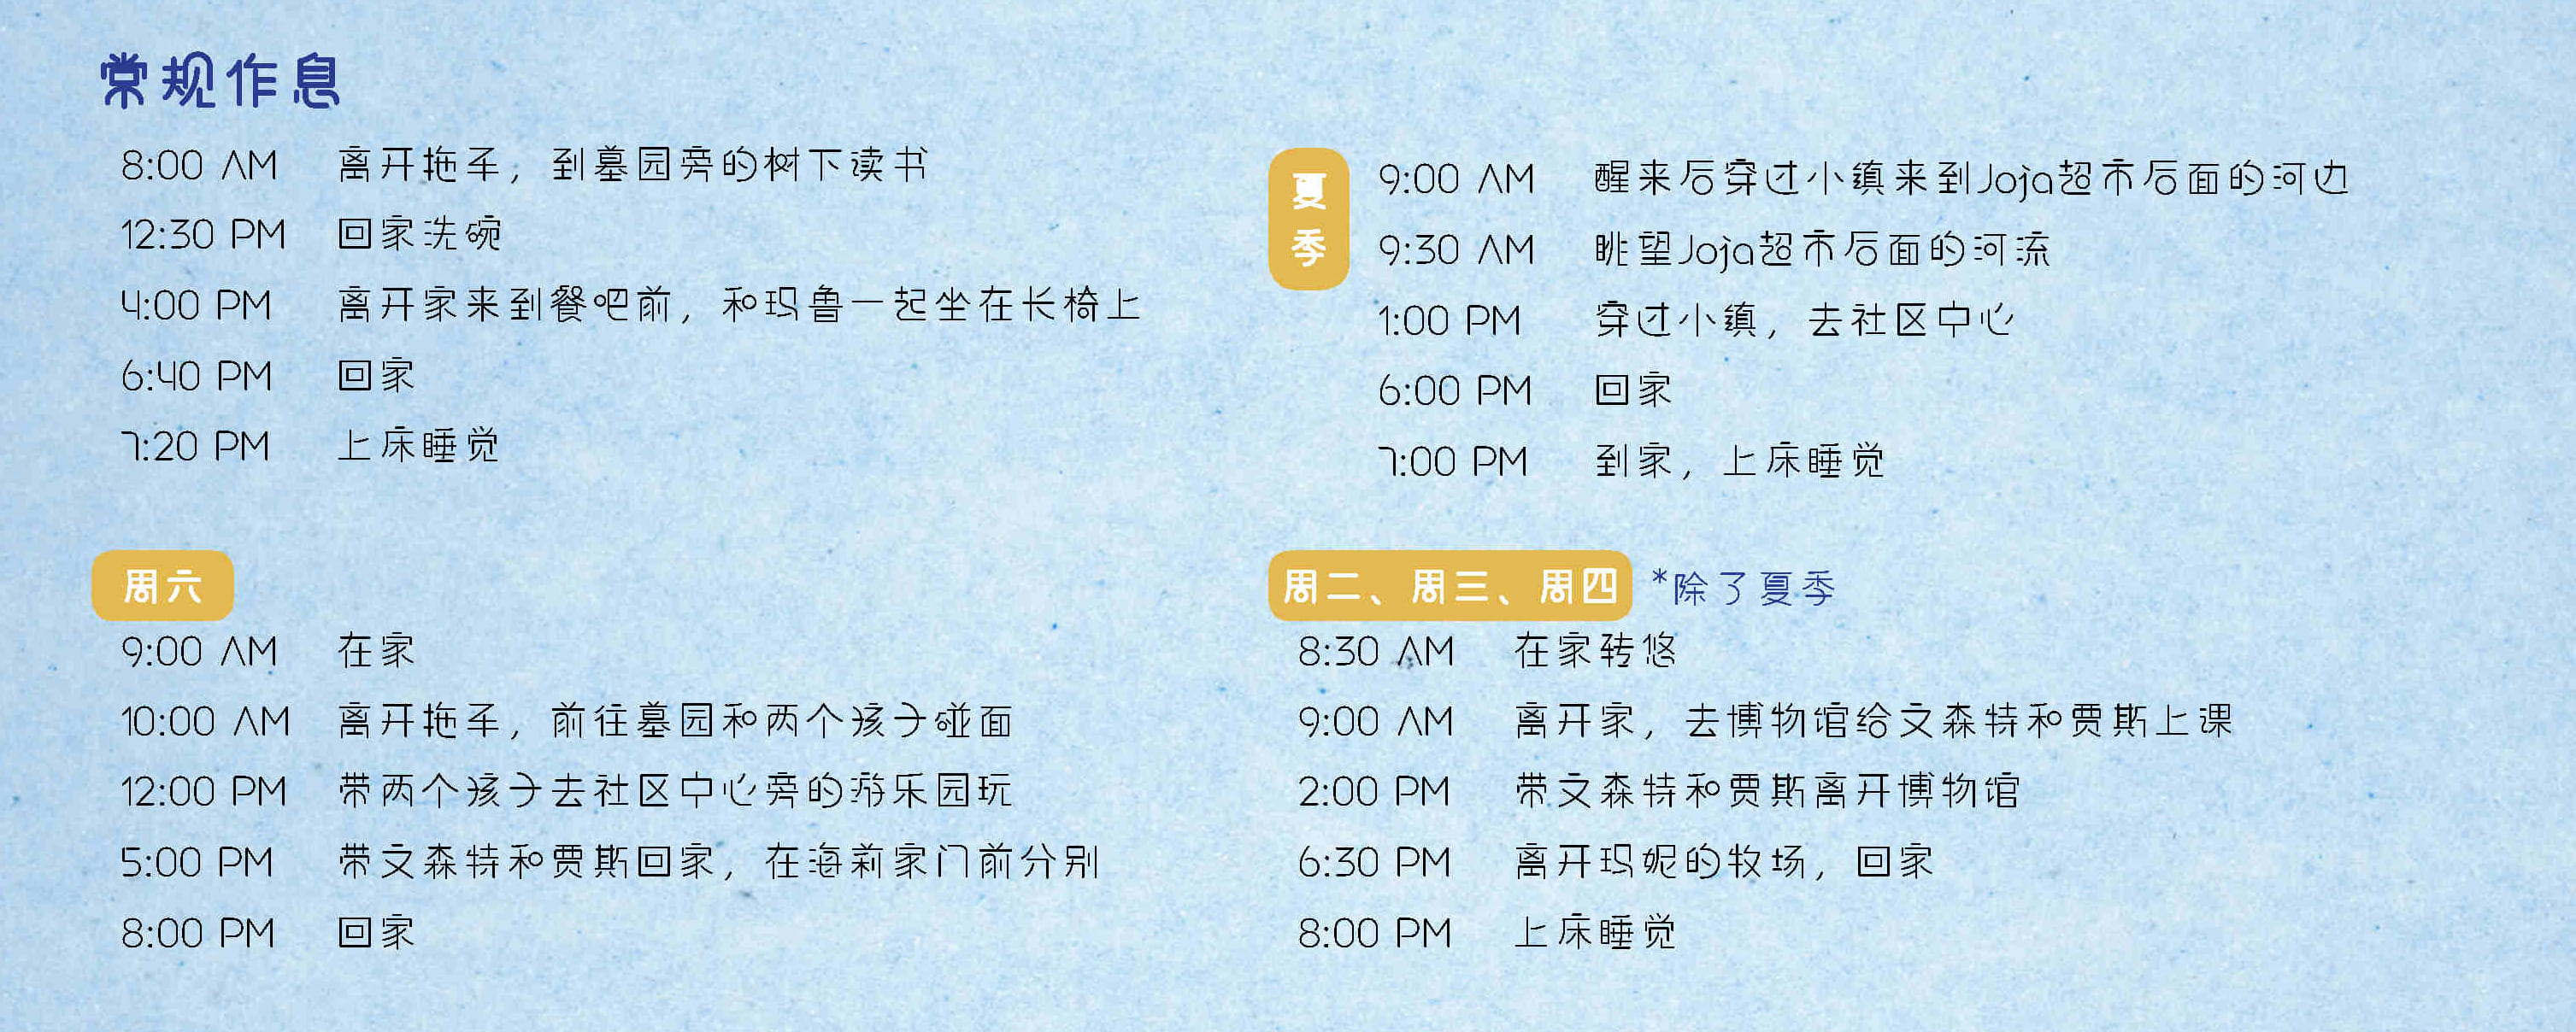 常规作息
8:00 AM 离开拖车，到墓园旁的树下读书
12:30 PM 回家洗碗
4:00 PM 离开家来到餐吧前，和玛鲁一起坐在长椅上
6:40 PM 回家
7:20 PM 上床睡觉
夏季
9:00 AM 醒来后穿过小镇来到Joja超市后面的河边
9:30 AM 眺望Joja超市后面的河流
1:00 PM 穿过小镇，去社区中心
6:00 PM 回家
7:00 PM 到家，上床睡觉
周六
9:00 AM 在家
10:00 AM 离开拖车，前往墓园和两个孩子碰面
12:00 PM 带两个孩子去社区中心旁的游乐园玩
5:00 PM 带文森特和贾斯回家，在海莉家门前分别
8:00 PM 回家
周二、周三、周四 *除了夏季
8:30 AM 在家转悠
9:00 AM 离开家，去博物馆给文森特和贾斯上课
2:00 PM 带文森特和贾斯离开博物馆
6:30 PM 离开玛妮的牧场，回家
8:00 PM 上床睡觉